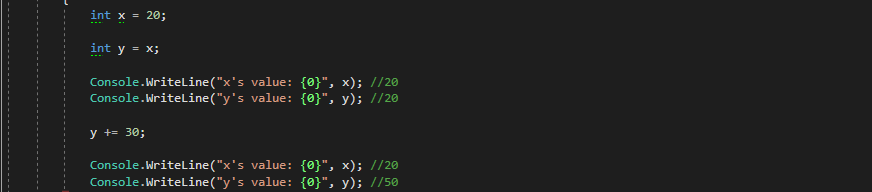 {
int x = 20;
int y = x;
Console.WriteLine("x's value: {0}", x); //20
Console.WriteLine("y's value: {0}", y); //20
y += 30;
Console.WriteLine("x's value: {0}", x); //20
Console.WriteLine("y's value: {0}", y); //50